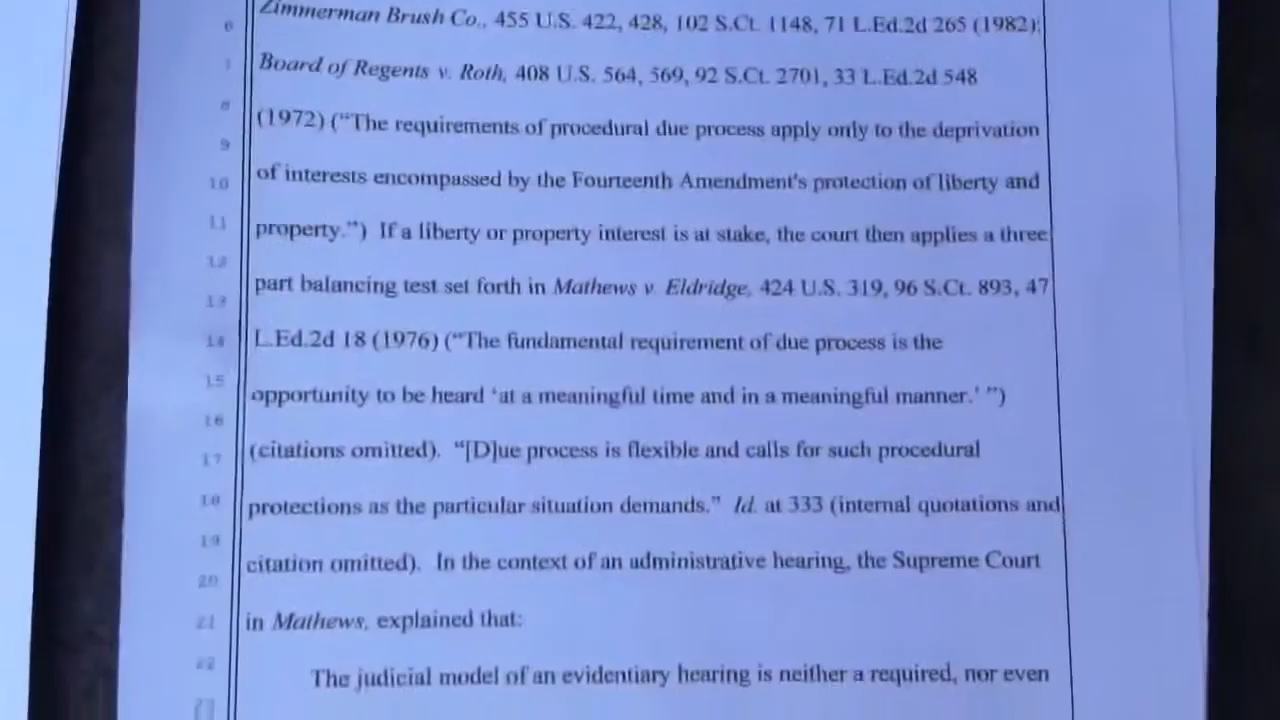 Zimmerman Brush Co., 455 U.S. 422, 428, 102 S.Ct. 1148, 71 L.Ed.2d 265 (1982);
6
Board of Regents v. Roth, 408 U.S. 564, 569, 92 S.Ct. 2701, 33 L.Ed.2d 548
7
8
(1972) (“The requirements of procedural due process apply only to the deprivation
9
of interests encompassed by the Fourteenth Amendment's protection of liberty and
10
11
property.”) If a liberty or property interest is at stake, the court then applies a three
12
part balancing test set forth in Mathews v. Eldridge, 424 U.S. 319, 96 S.Ct. 893, 47
13
14
L.Ed.2d 18 (1976) (“The fundamental requirement of due process is the
15
opportunity to be heard ‘at a meaningful time and in a meaningful manner.’ ”)
16
(citations omitted). “[D]ue process is flexible and calls for such procedural
17
18
protections as the particular situation demands.” Id. at 333 (internal quotations and
19
citation omitted). In the context of an administrative hearing, the Supreme Court
20
21
in Mathews, explained that:
22
The judicial model of an evidentiary hearing is neither a required, nor even
23